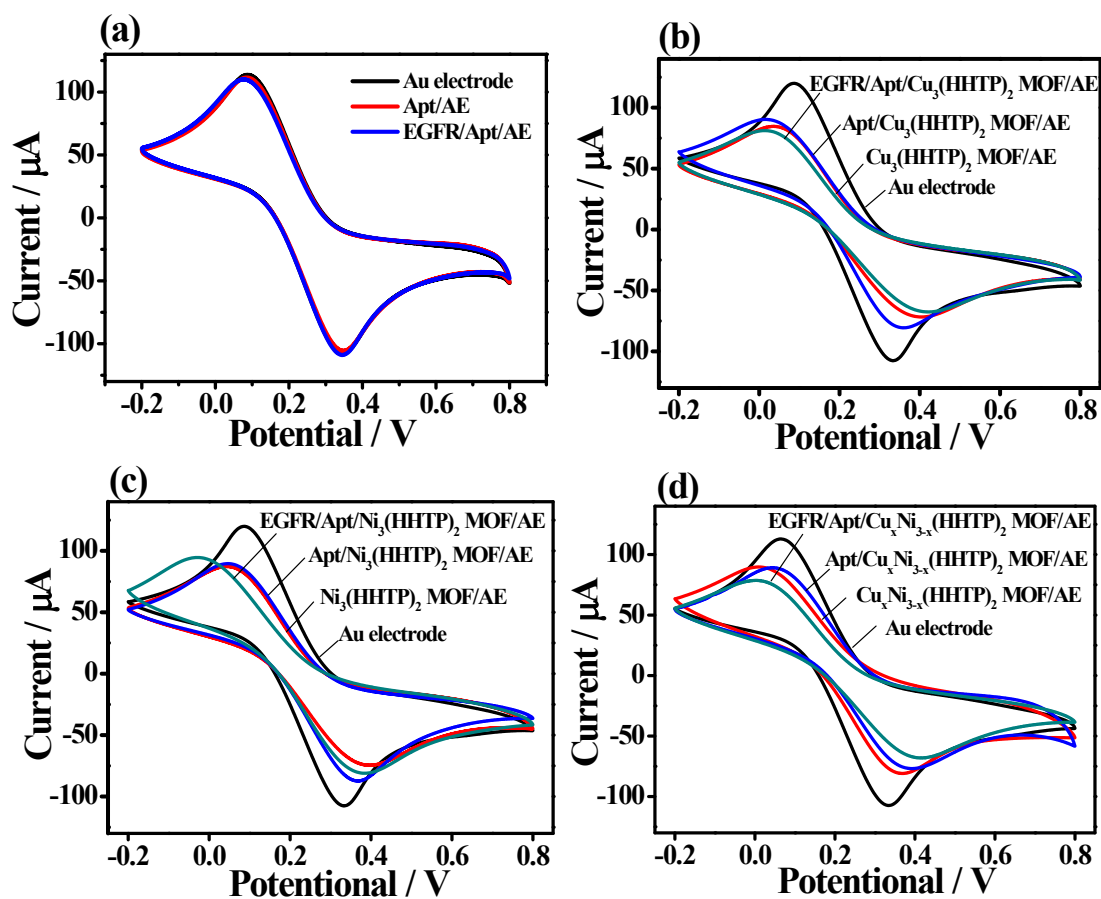 (a)
Current / μA
100
50
0
-50
-100
Au electrode
Apt/AE
EGFR/Apt/AE
-0.2 0.0 0.2 0.4 0.6 0.8
Potential / V
(b)
Current / μA
100
50
0
-50
-100
EGFR/Apt/Cu₃(HHTP)₂ MOF/AE
Apt/Cu₃(HHTP)₂ MOF/AE
Cu₃(HHTP)₂ MOF/AE
Au electrode
-0.2 0.0 0.2 0.4 0.6 0.8
Potentional / V
(c)
Current / μA
100
50
0
-50
-100
EGFR/Apt/Ni₃(HHTP)₂ MOF/AE
Apt/Ni₃(HHTP)₂ MOF/AE
Ni₃(HHTP)₂ MOF/AE
Au electrode
-0.2 0.0 0.2 0.4 0.6 0.8
Potentional / V
(d)
Current / μA
100
50
0
-50
-100
EGFR/Apt/CuₓNi₃₋ₓ(HHTP)₂ MOF/AE
Apt/CuₓNi₃₋ₓ(HHTP)₂ MOF/AE
CuₓNi₃₋ₓ(HHTP)₂ MOF/AE
Au electrode
-0.2 0.0 0.2 0.4 0.6 0.8
Potentional / V